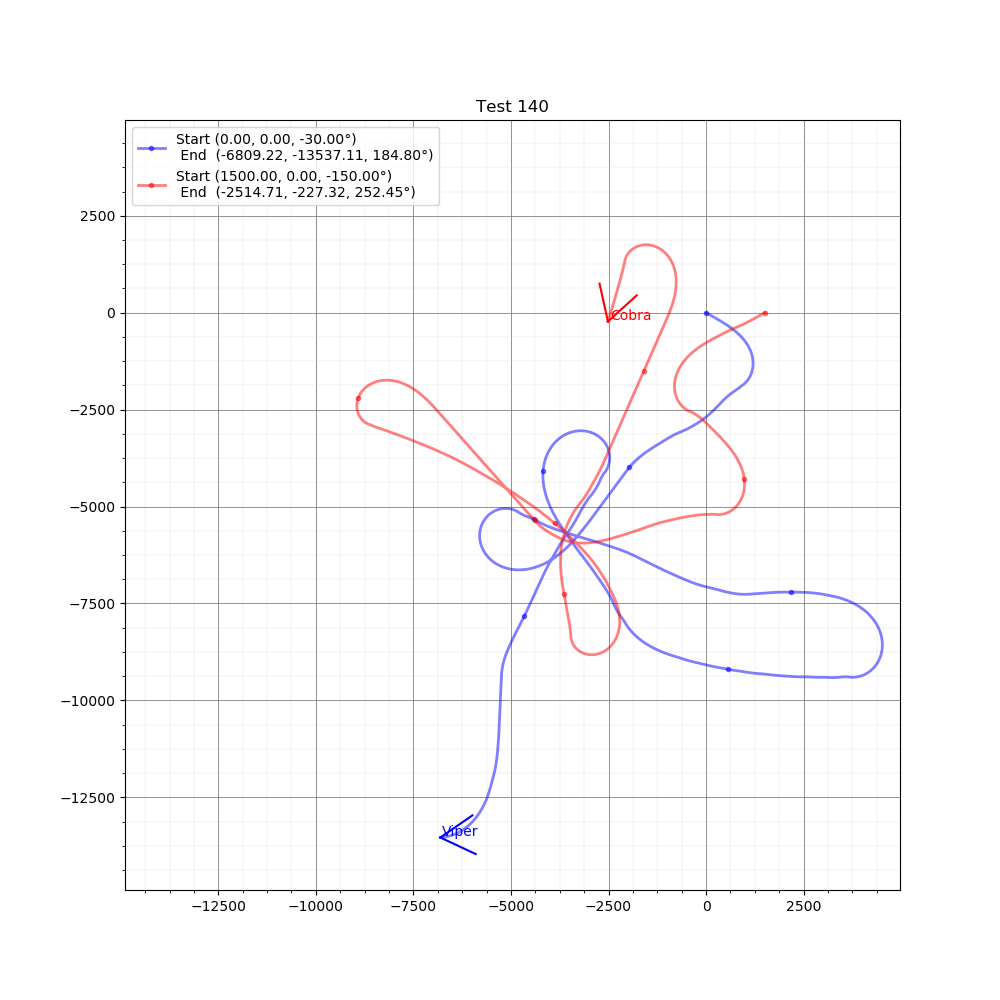 Test 140
Start (0.00, 0.00, -30.00°)
End  (-6809.22, -13537.11, 184.80°)
Start (1500.00, 0.00, -150.00°)
End  (-2514.71, -227.32, 252.45°)
2500
0
−2500
−5000
−7500
−10000
−12500
Cobra
Viper
−12500 −10000 −7500 −5000 −2500 0 2500